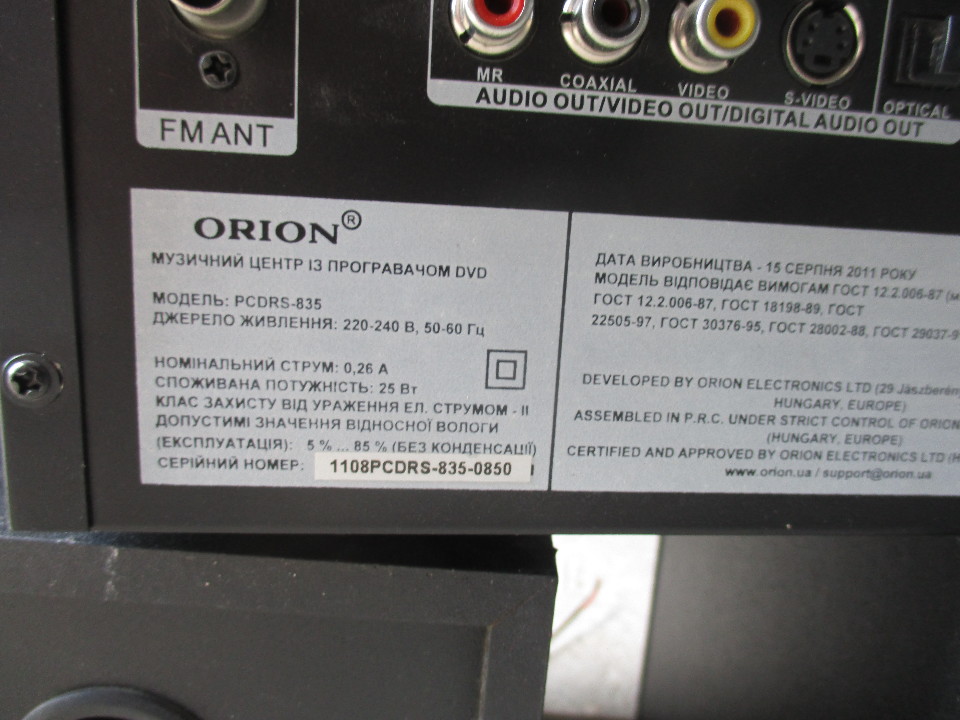 FM ANT
MR
COAXIAL
VIDEO
S-VIDEO
OPTICAL
AUDIO OUT/VIDEO OUT/DIGITAL AUDIO OUT
ORION®
МУЗИЧНИЙ ЦЕНТР ІЗ ПРОГРАВАЧОМ DVD
МОДЕЛЬ: PCDRS-835
ДЖЕРЕЛО ЖИВЛЕННЯ: 220-240 В, 50-60 Гц
НОМІНАЛЬНИЙ СТРУМ: 0,26 А
СПОЖИВАНА ПОТУЖНІСТЬ: 25 Вт
КЛАС ЗАХИСТУ ВІД УРАЖЕННЯ ЕЛ. СТРУМОМ - II
ДОПУСТИМІ ЗНАЧЕННЯ ВІДНОСНОЇ ВОЛОГИ
(ЕКСПЛУАТАЦІЯ): 5 % ... 85 % (БЕЗ КОНДЕНСАЦІЇ)
СЕРІЙНИЙ НОМЕР: 1108PCDRS-835-0850
ДАТА ВИРОБНИЦТВА - 15 СЕРПНЯ 2011 РОКУ
МОДЕЛЬ ВІДПОВІДАЄ ВИМОГАМ ГОСТ 12.2.006-87
ГОСТ 12.2.006-87, ГОСТ 18198-89, ГОСТ
22505-97, ГОСТ 30376-95, ГОСТ 28002-88, ГОСТ 29037-9
DEVELOPED BY ORION ELECTRONICS LTD (29 Jászberény
HUNGARY, EUROPE)
ASSEMBLED IN P.R.C. UNDER STRICT CONTROL OF ORION
(HUNGARY, EUROPE)
CERTIFIED AND APPROVED BY ORION ELECTRONICS LTD (H
www.orion.ua / support@orion.ua